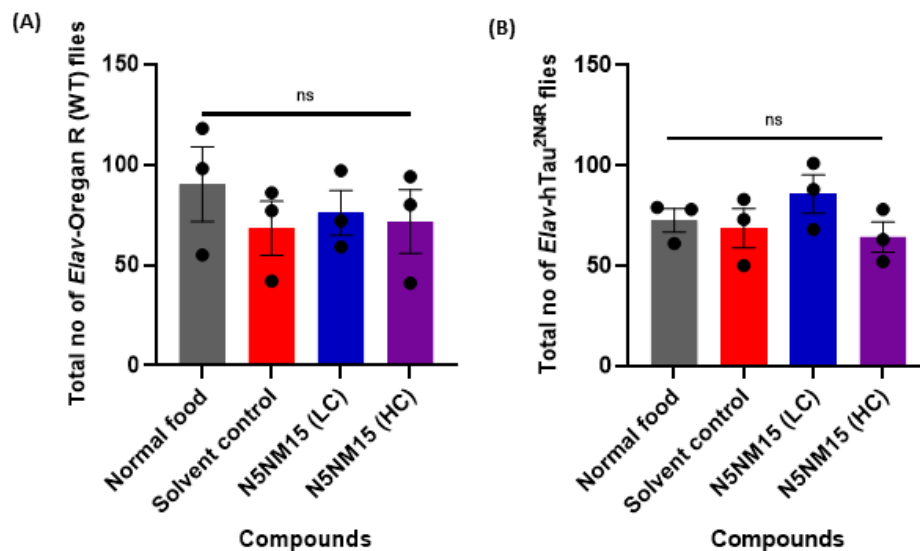 (A)
Total no of Elav-Oregan R (WT) flies
150
100
50
0
ns
Normal food
Solvent control
N5NM15 (LC)
N5NM15 (HC)
Compounds
(B)
Total no of Elav-hTau2N4R flies
150
100
50
0
ns
Normal food
Solvent control
N5NM15 (LC)
N5NM15 (HC)
Compounds